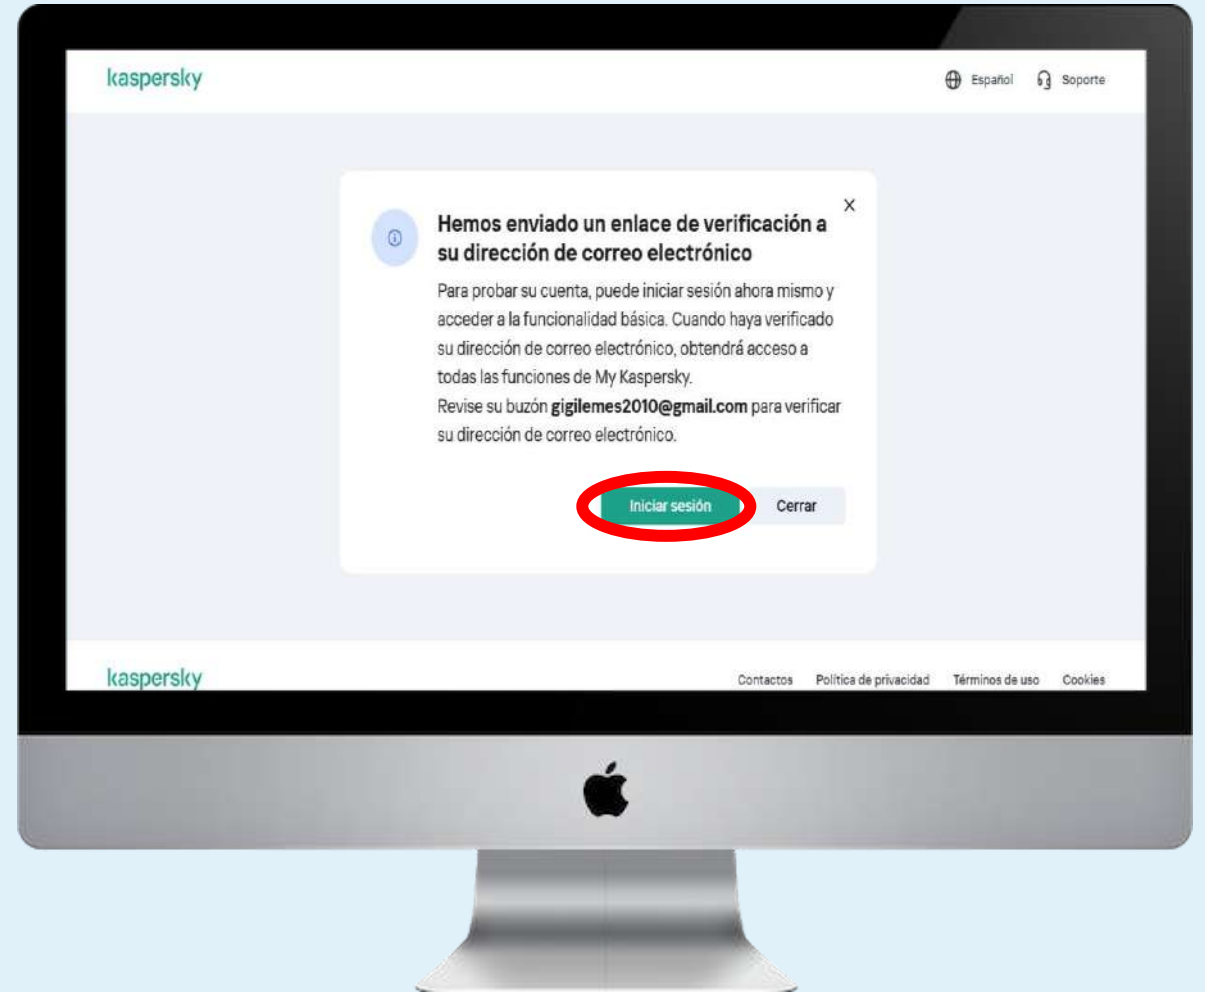 kaspersky
Español
Soporte
Hemos enviado un enlace de verificación a
su dirección de correo electrónico
Para probar su cuenta, puede iniciar sesión ahora mismo y
acceder a la funcionalidad básica. Cuando haya verificado
su dirección de correo electrónico, obtendrá acceso a
todas las funciones de My Kaspersky.
Revise su buzón gigilemes2010@gmail.com para verificar
su dirección de correo electrónico.
Iniciar sesión
Cerrar
kaspersky
Contactos
Política de privacidad
Términos de uso
Cookies